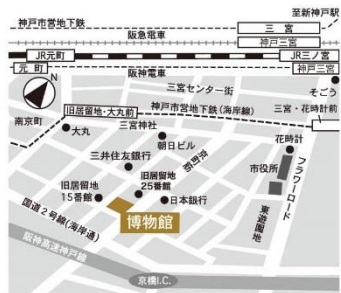 至新神戸駅
神戸市営地下鉄
三 宮
阪急電車
神戸三宮
JR元町
JR三ノ宮
元 町
阪神電車
神戸三宮
N
三宮センター街
そごう
神戸市営地下鉄(海岸線)
旧居留地・大丸前
三宮・花時計前
南京町
大丸
三宮神社
朝日ビル
花時計
京町筋
三井住友銀行
市役所
フラワーロード
旧居留地
25番館
旧居留地
15番館
日本銀行
東遊園地
国道2号線(海岸通)
博物館
阪神高速神戸線
京橋I.C.